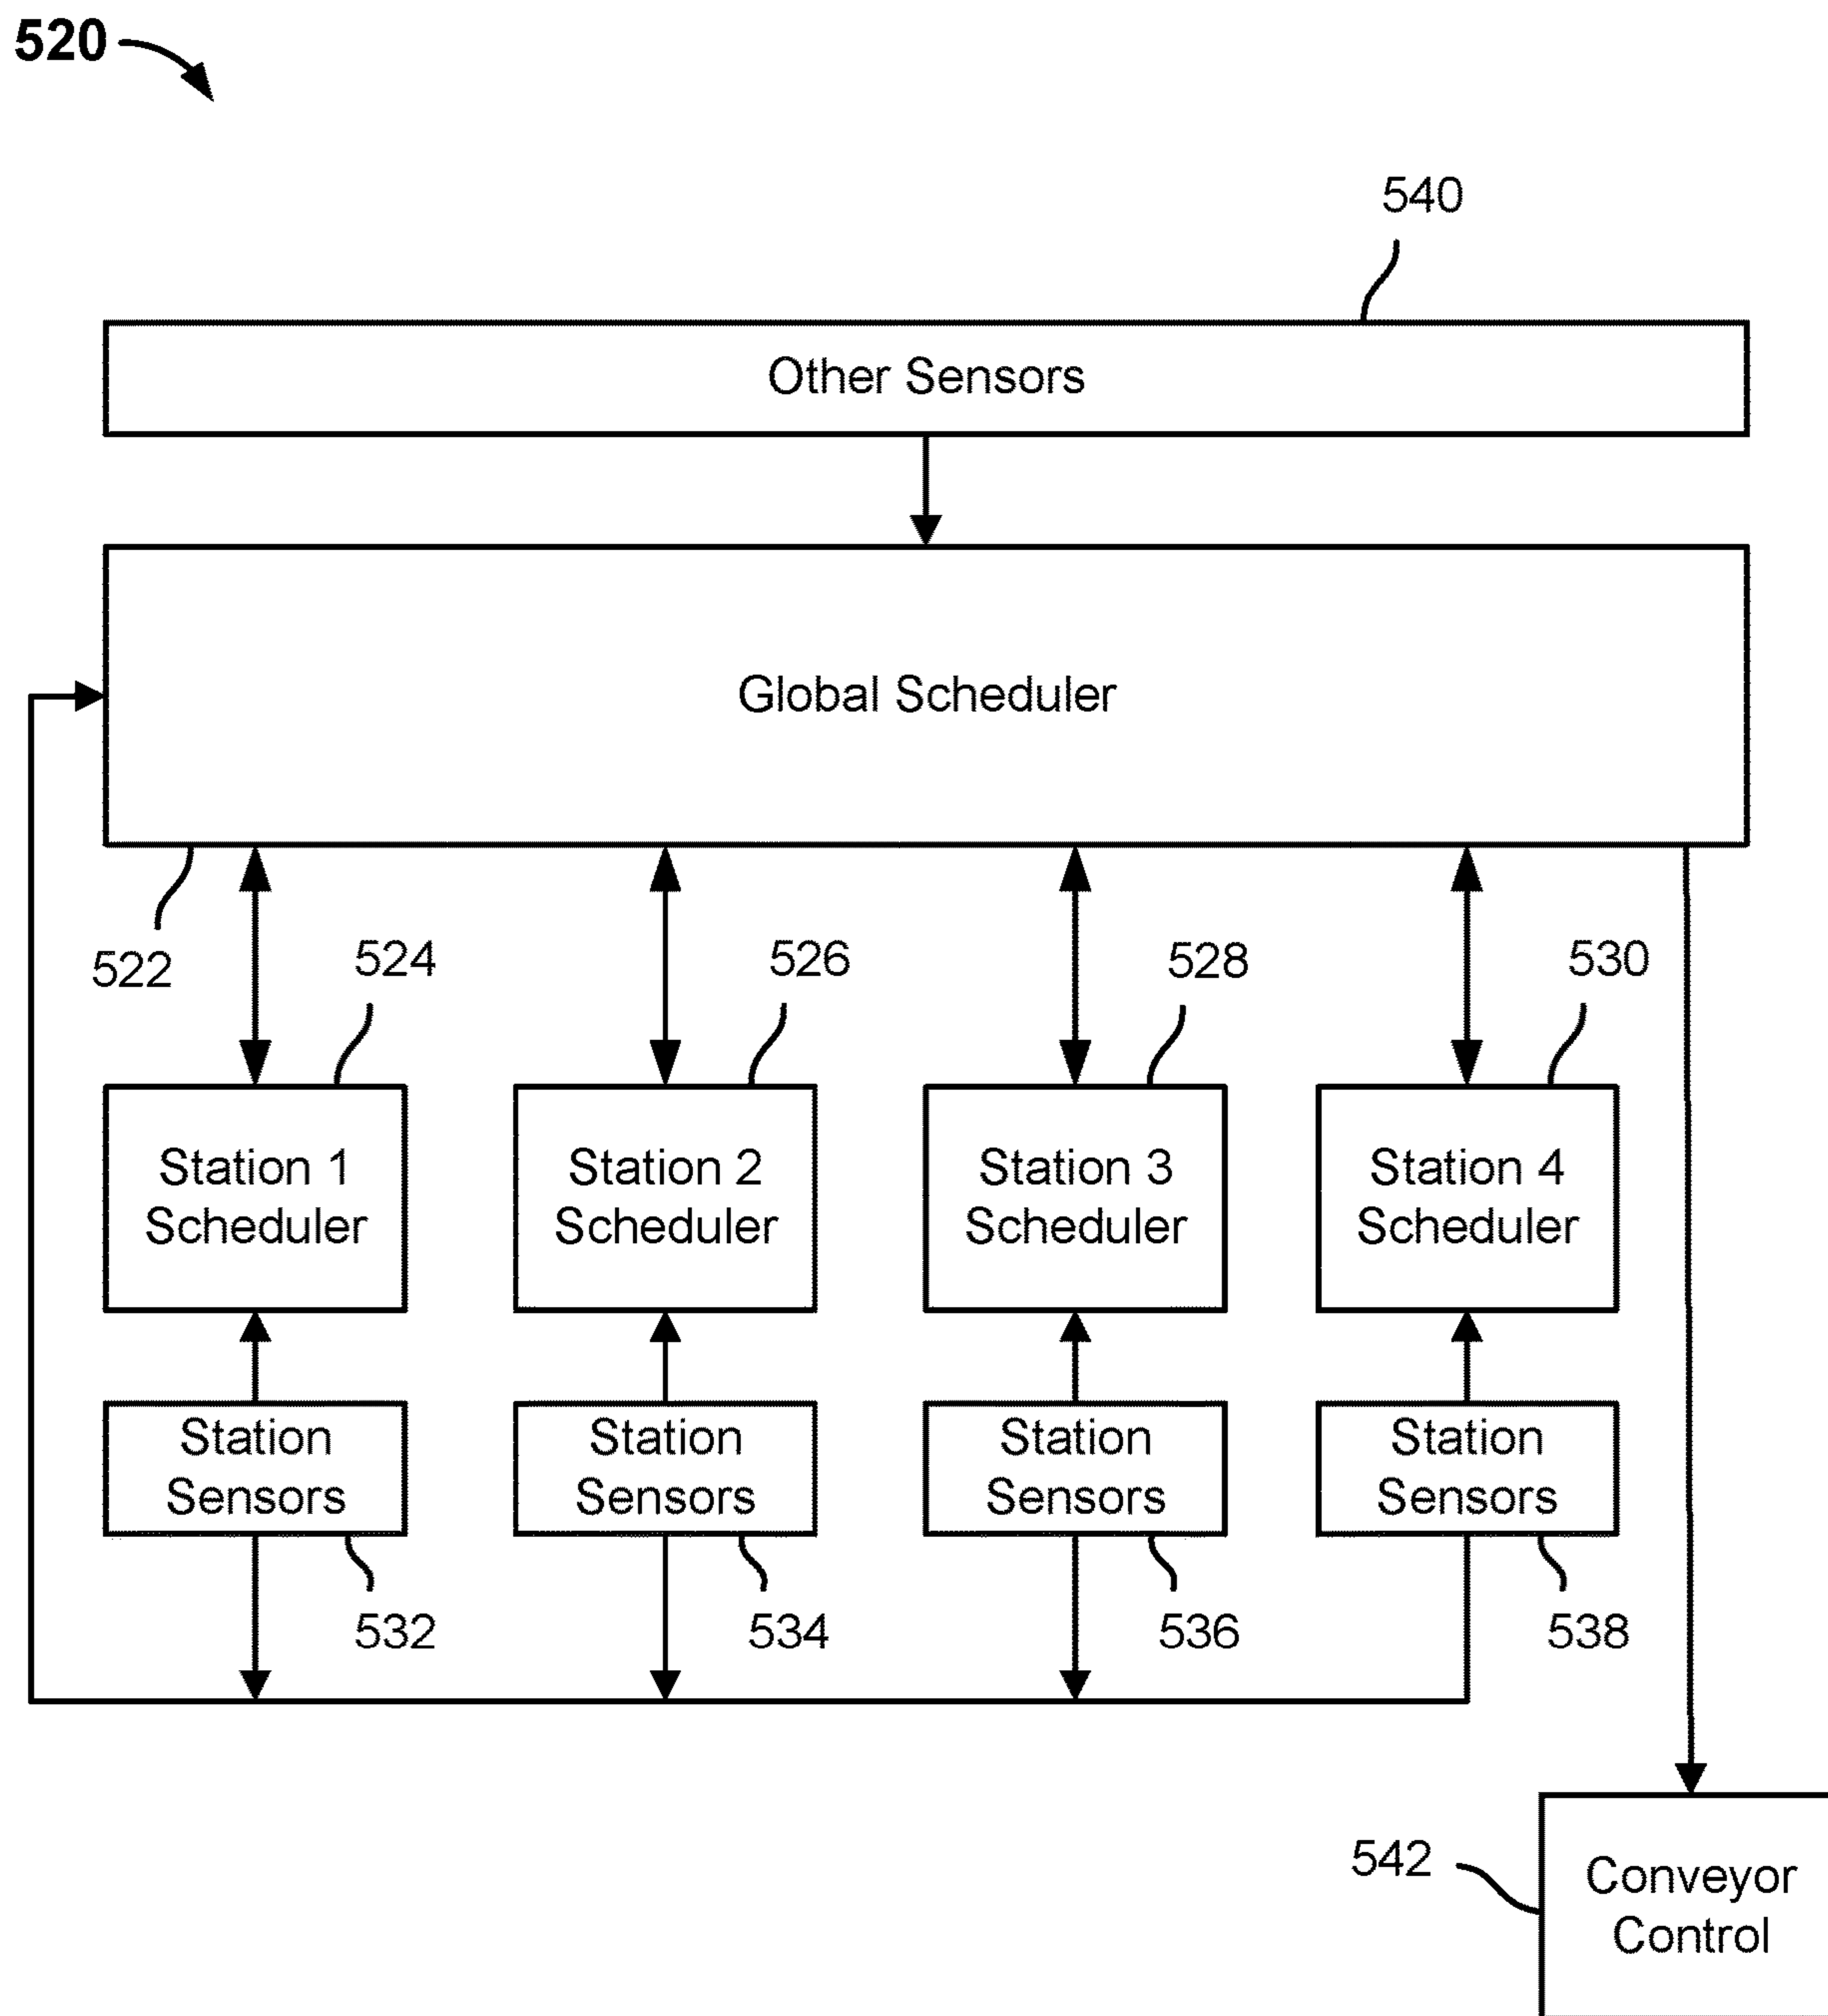 520
540
Other Sensors
Global Scheduler
522
524
526
528
530
Station 1
Scheduler
Station 2
Scheduler
Station 3
Scheduler
Station 4
Scheduler
Station
Sensors
Station
Sensors
Station
Sensors
Station
Sensors
532
534
536
538
542
Conveyor
Control